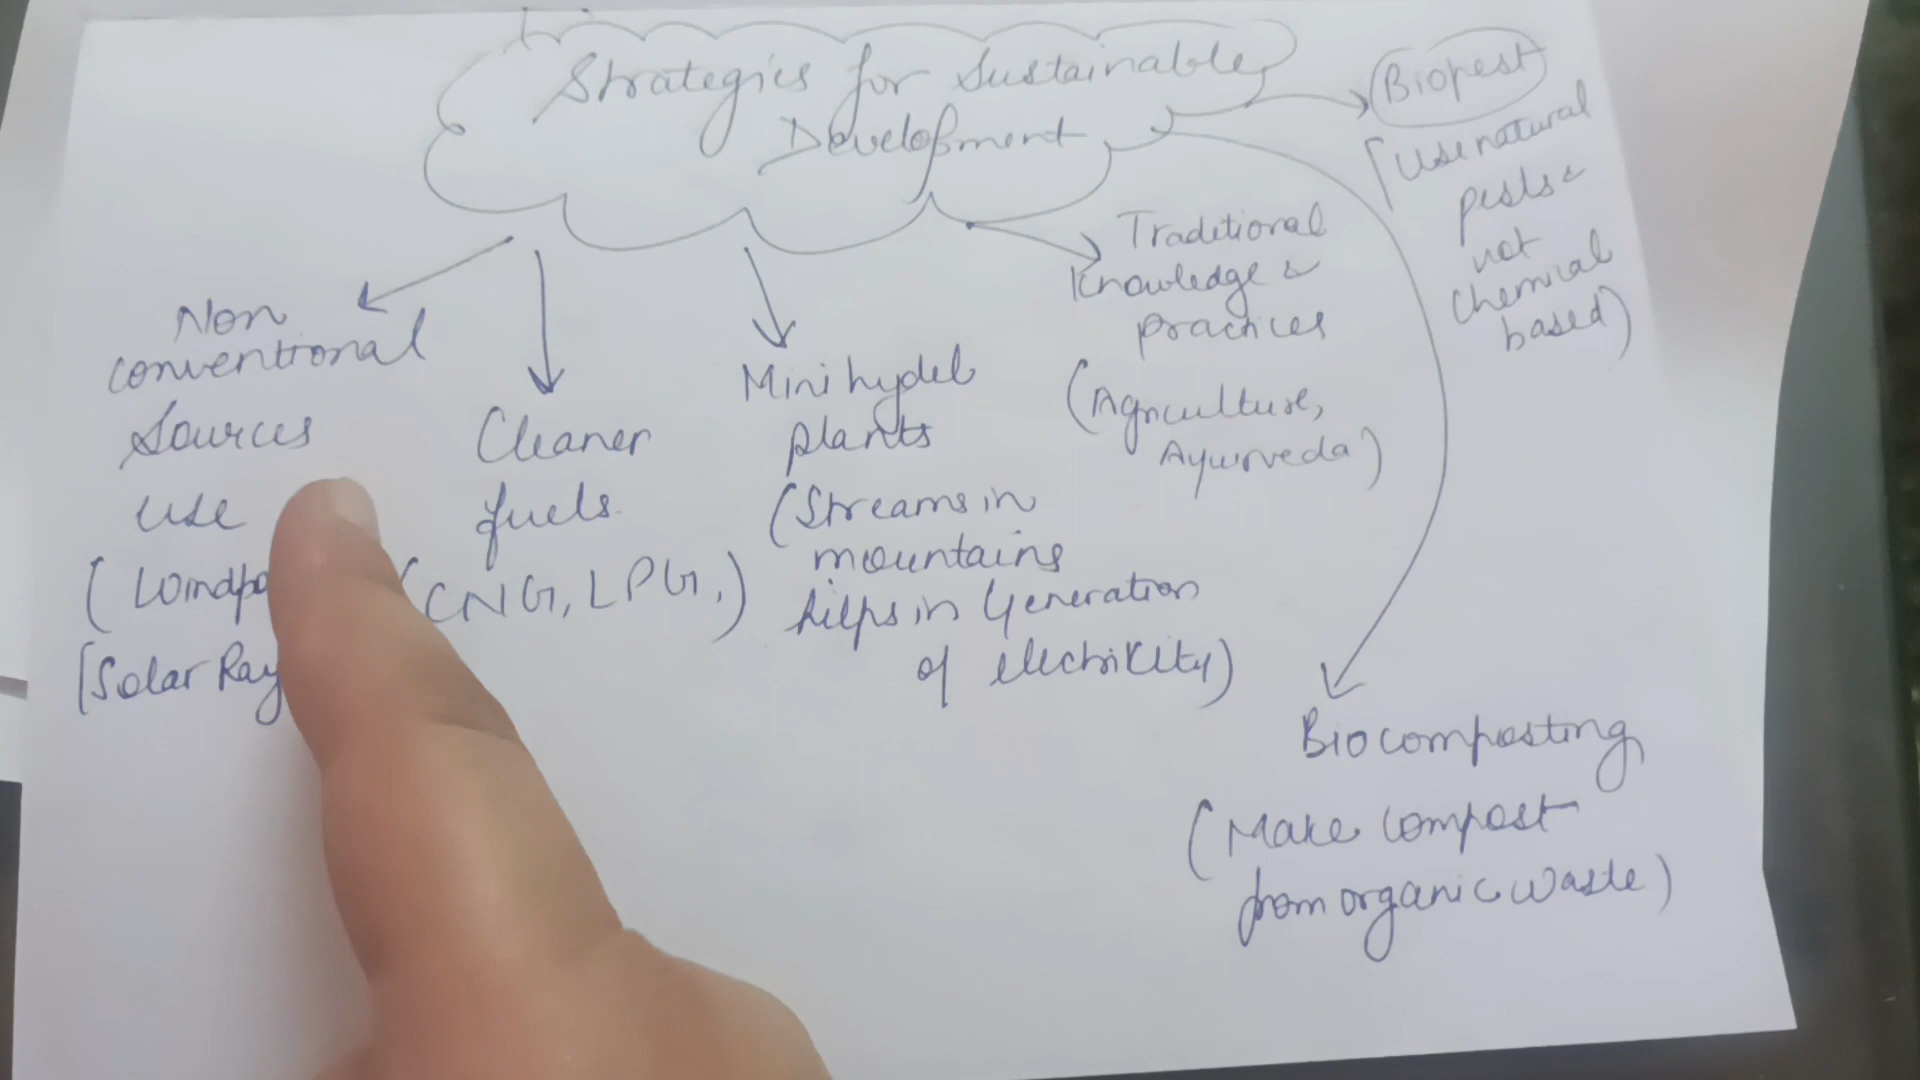 Strategies for Sustainable
Development
Non
conventional
Sources
use
(Windpo
[Solar Ray
Cleaner
fuels.
(CNG, LPG,)
Mini hydel
plants
(Streams in
mountains
helps in Generation
of electricity)
Traditional
Knowledge &
practices
(Agriculture,
Ayurveda)
Biopest
[Use natural
pests &
not
chemical
based)
Biocomposting
(Make compost
from organic waste)